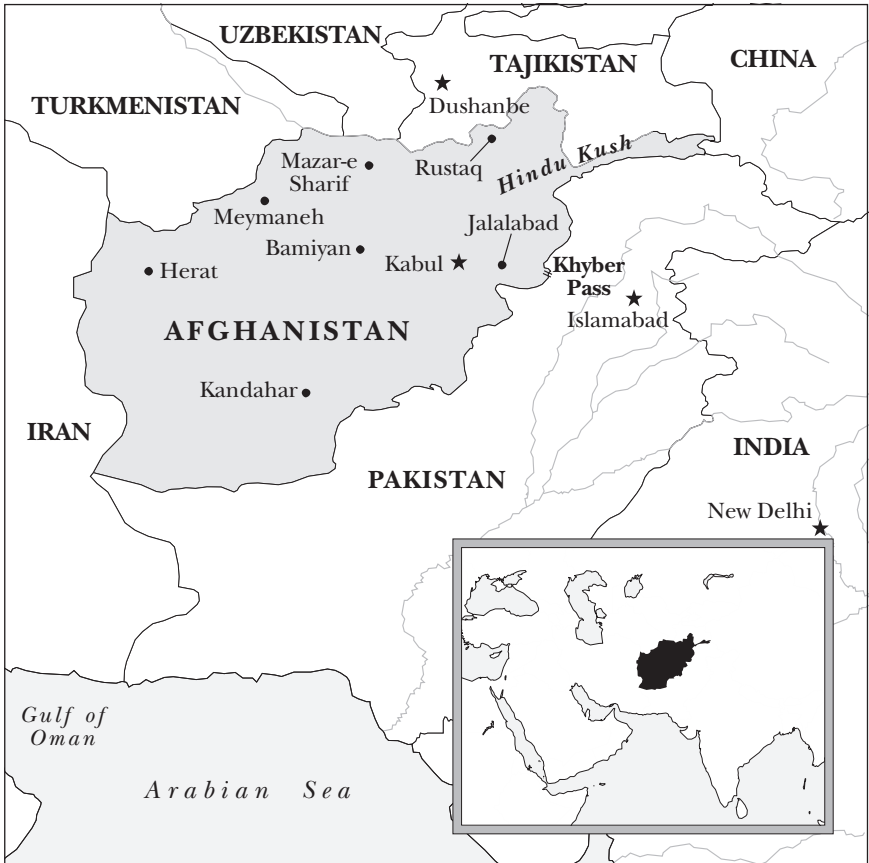 UZBEKISTAN
TAJIKISTAN
CHINA
TURKMENISTAN
Dushanbe
Mazar-e
Sharif
Rustaq
Hindu Kush
Meymaneh
Jalalabad
Bamiyan
Kabul
Herat
Khyber
Pass
Islamabad
AFGHANISTAN
Kandahar
IRAN
INDIA
PAKISTAN
New Delhi
Gulf of
Oman
Arabian Sea